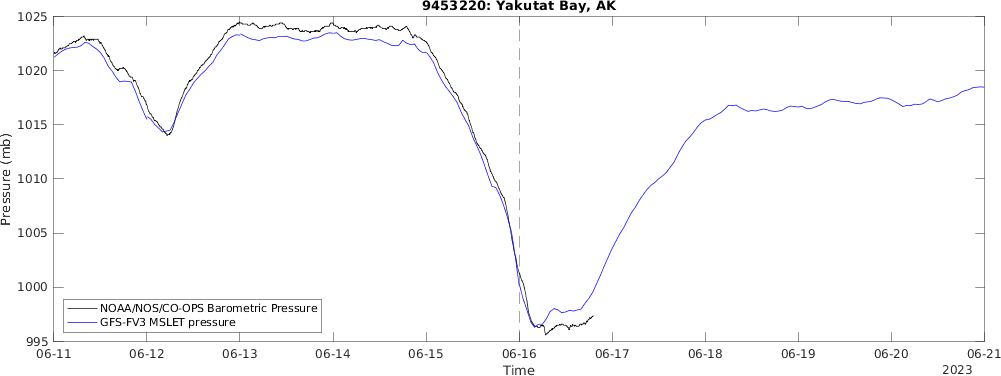 9453220: Yakutat Bay, AK
Pressure (mb)
1025
1020
1015
1010
1005
1000
995
NOAA/NOS/CO-OPS Barometric Pressure
GFS-FV3 MSLET pressure
06-11 06-12 06-13 06-14 06-15 06-16 06-17 06-18 06-19 06-20 06-21
Time
2023